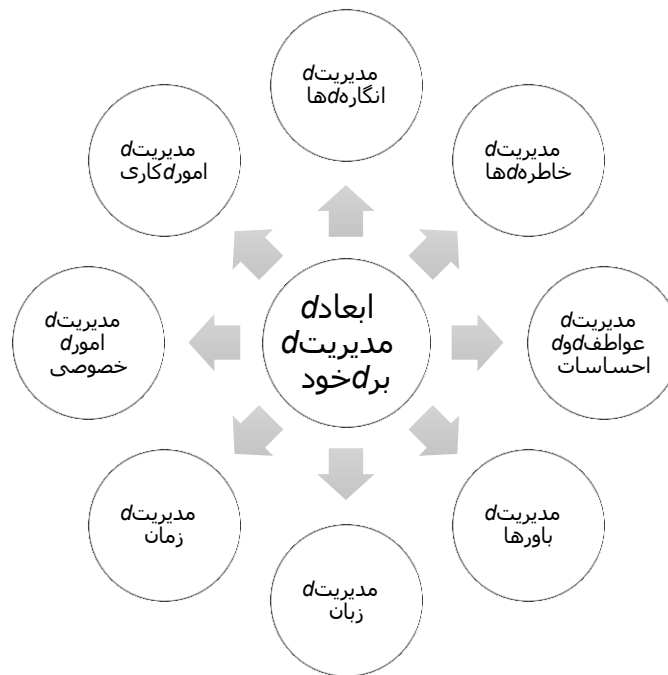 ابعادd
مدیریتd
برdخود
مدیریتd
انگارهdها
مدیریتd
خاطرهdها
مدیریتd
عواطفdوd
احساسات
مدیریتd
باورها
مدیریتd
زبان
مدیریتd
زمان
مدیریتd
امورd
خصوصی
مدیریتd
امورdکاری